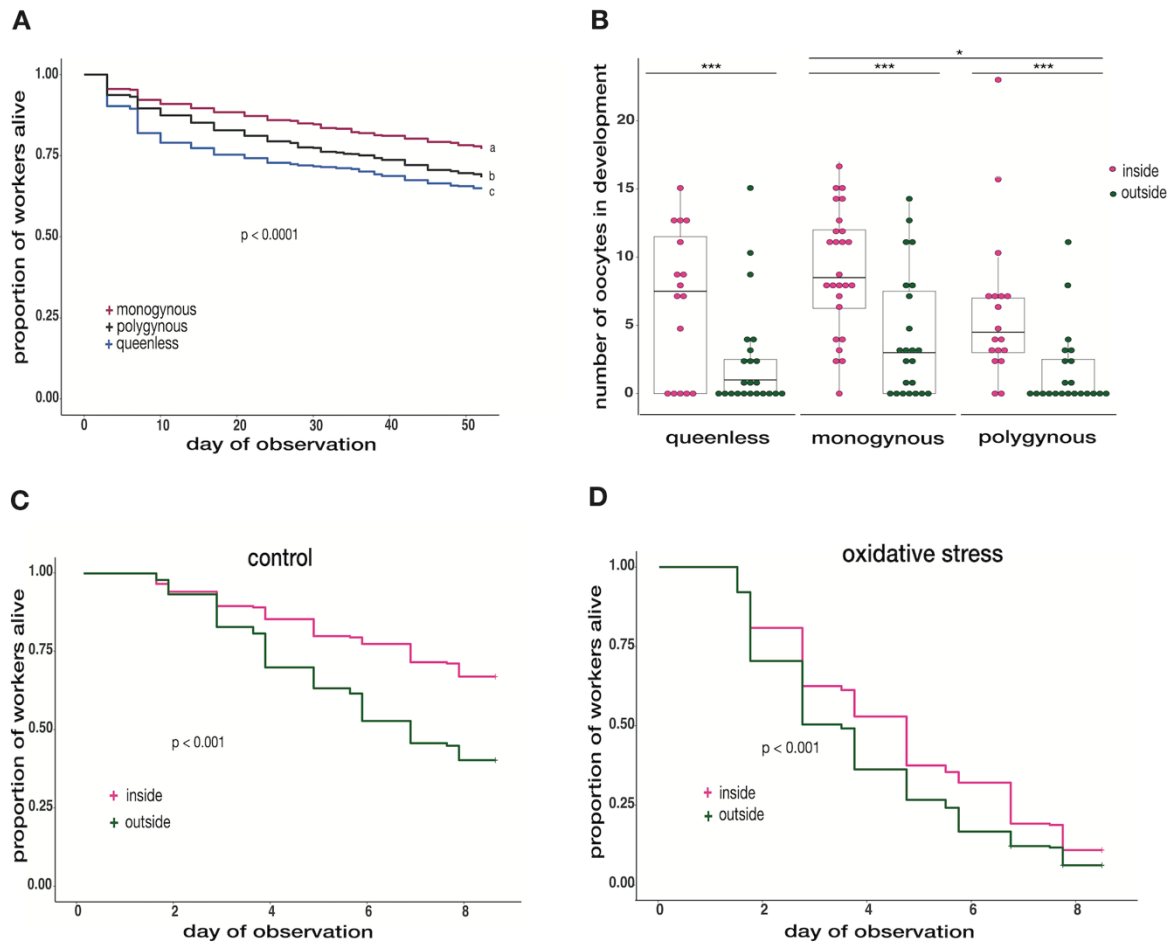 A
proportion of workers alive
1.00
0.75
0.50
0.25
0.00
a
b
c
p < 0.0001
monogynous
polygynous
queenless
0 10 20 30 40 50
day of observation
B
number of oocytes in development
*
*** *** ***
20
15
10
5
0
inside
outside
queenless monogynous polygynous
C
control
proportion of workers alive
1.00
0.75
0.50
0.25
0.00
p < 0.001
inside
outside
0 2 4 6 8
day of observation
D
oxidative stress
proportion of workers alive
1.00
0.75
0.50
0.25
0.00
p < 0.001
inside
outside
0 2 4 6 8
day of observation